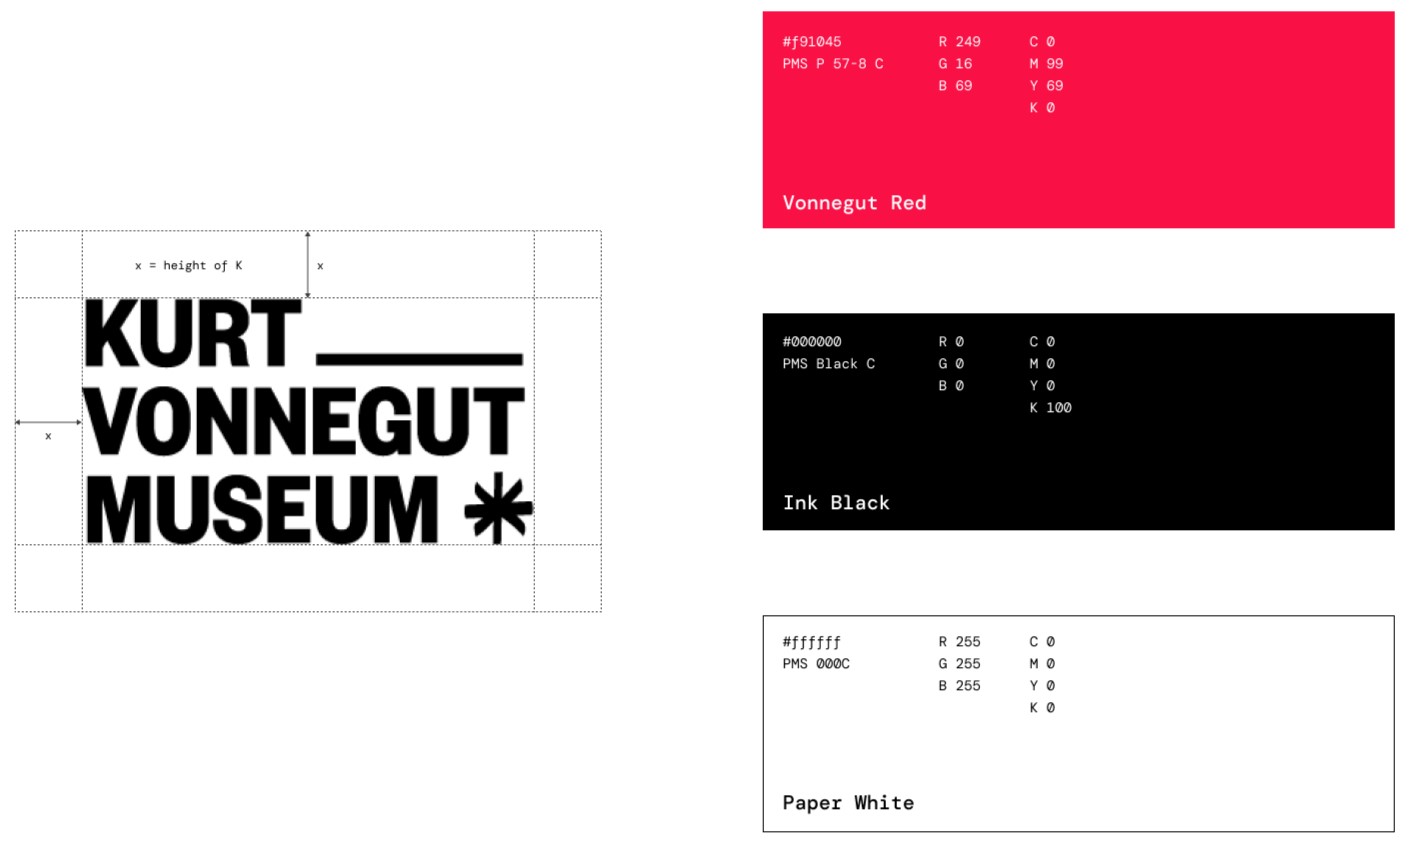 x = height of K
x
KURT
VONNEGUT
x
MUSEUM *
#f91045 R 249 C 0
PMS P 57-8 C G 16 M 99
B 69 Y 69
K 0
Vonnegut Red
#000000 R 0 C 0
PMS Black C G 0 M 0
B 0 Y 0
K 100
Ink Black
#ffffff R 255 C 0
PMS 000C G 255 M 0
B 255 Y 0
K 0
Paper White